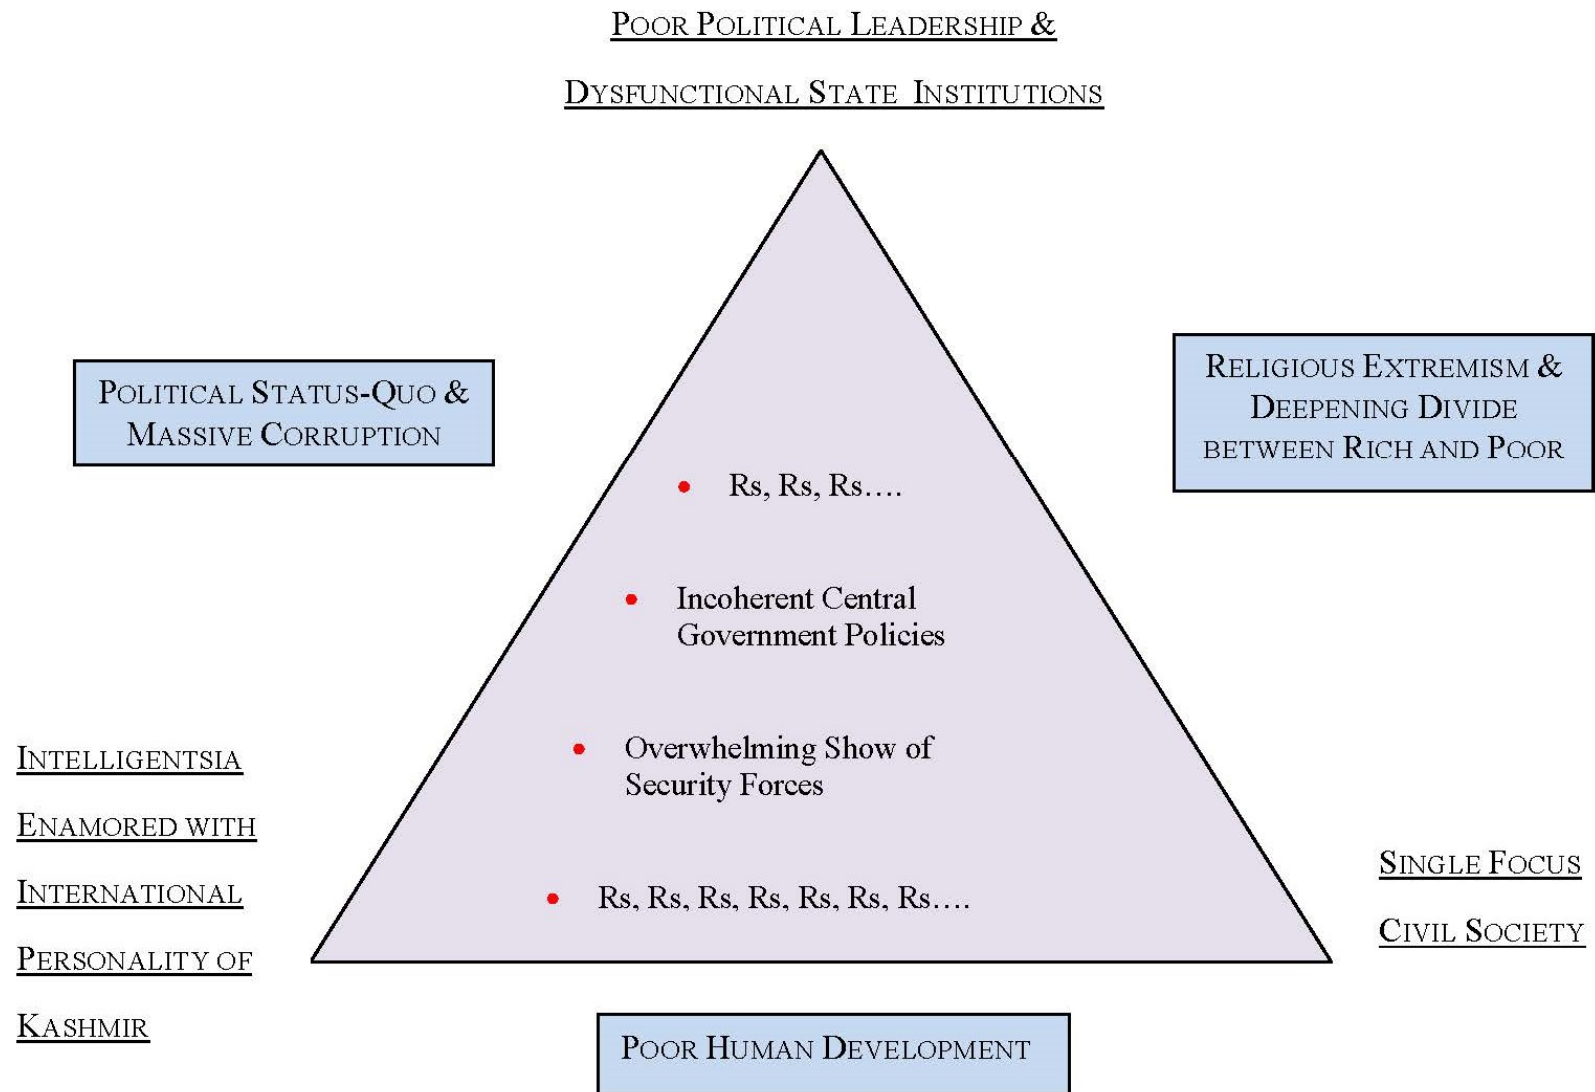 POOR POLITICAL LEADERSHIP &
DYSFUNCTIONAL STATE INSTITUTIONS
POLITICAL STATUS-QUO &
MASSIVE CORRUPTION
RELIGIOUS EXTREMISM &
DEEPENING DIVIDE
BETWEEN RICH AND POOR
• Rs, Rs, Rs....
• Incoherent Central
Government Policies
• Overwhelming Show of
Security Forces
• Rs, Rs, Rs, Rs, Rs, Rs, Rs....
INTELLIGENTSIA
ENAMORED WITH
INTERNATIONAL
PERSONALITY OF
KASHMIR
SINGLE FOCUS
CIVIL SOCIETY
POOR HUMAN DEVELOPMENT